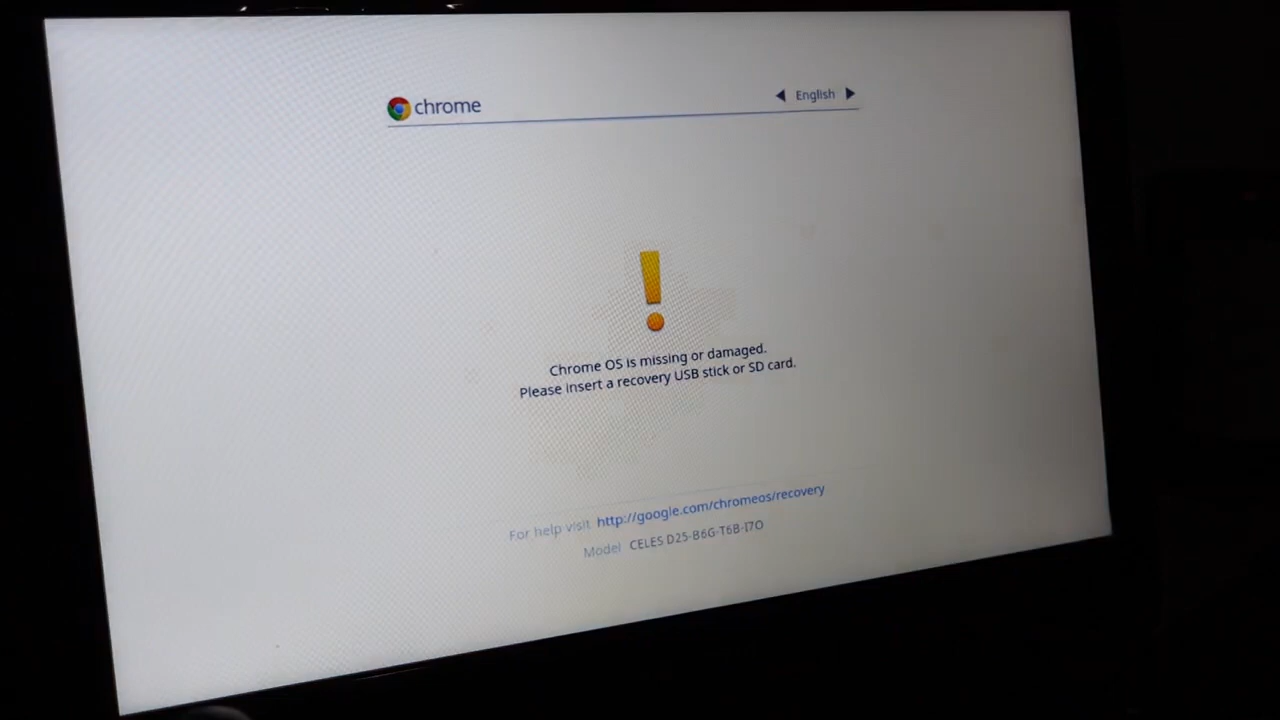 chrome
English
Chrome OS is missing or damaged.
Please insert a recovery USB stick or SD card.
For help visit http://google.com/chromeos/recovery
Model CELES D25-B6G-T6B-I7O